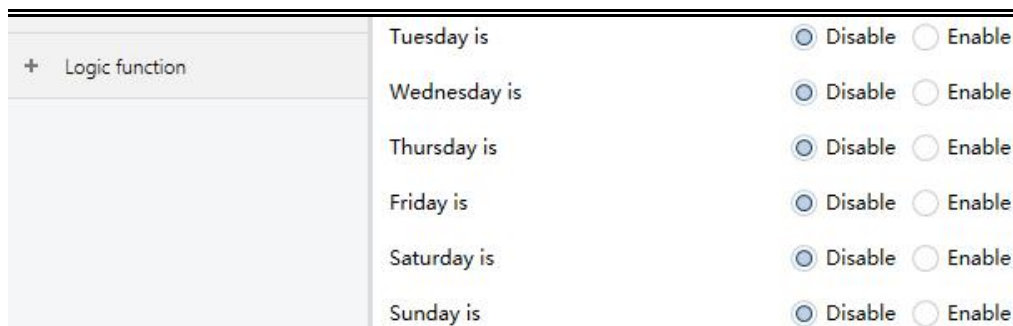 Tuesday is Disable Enable
+ Logic function
Wednesday is Disable Enable
Thursday is Disable Enable
Friday is Disable Enable
Saturday is Disable Enable
Sunday is Disable Enable